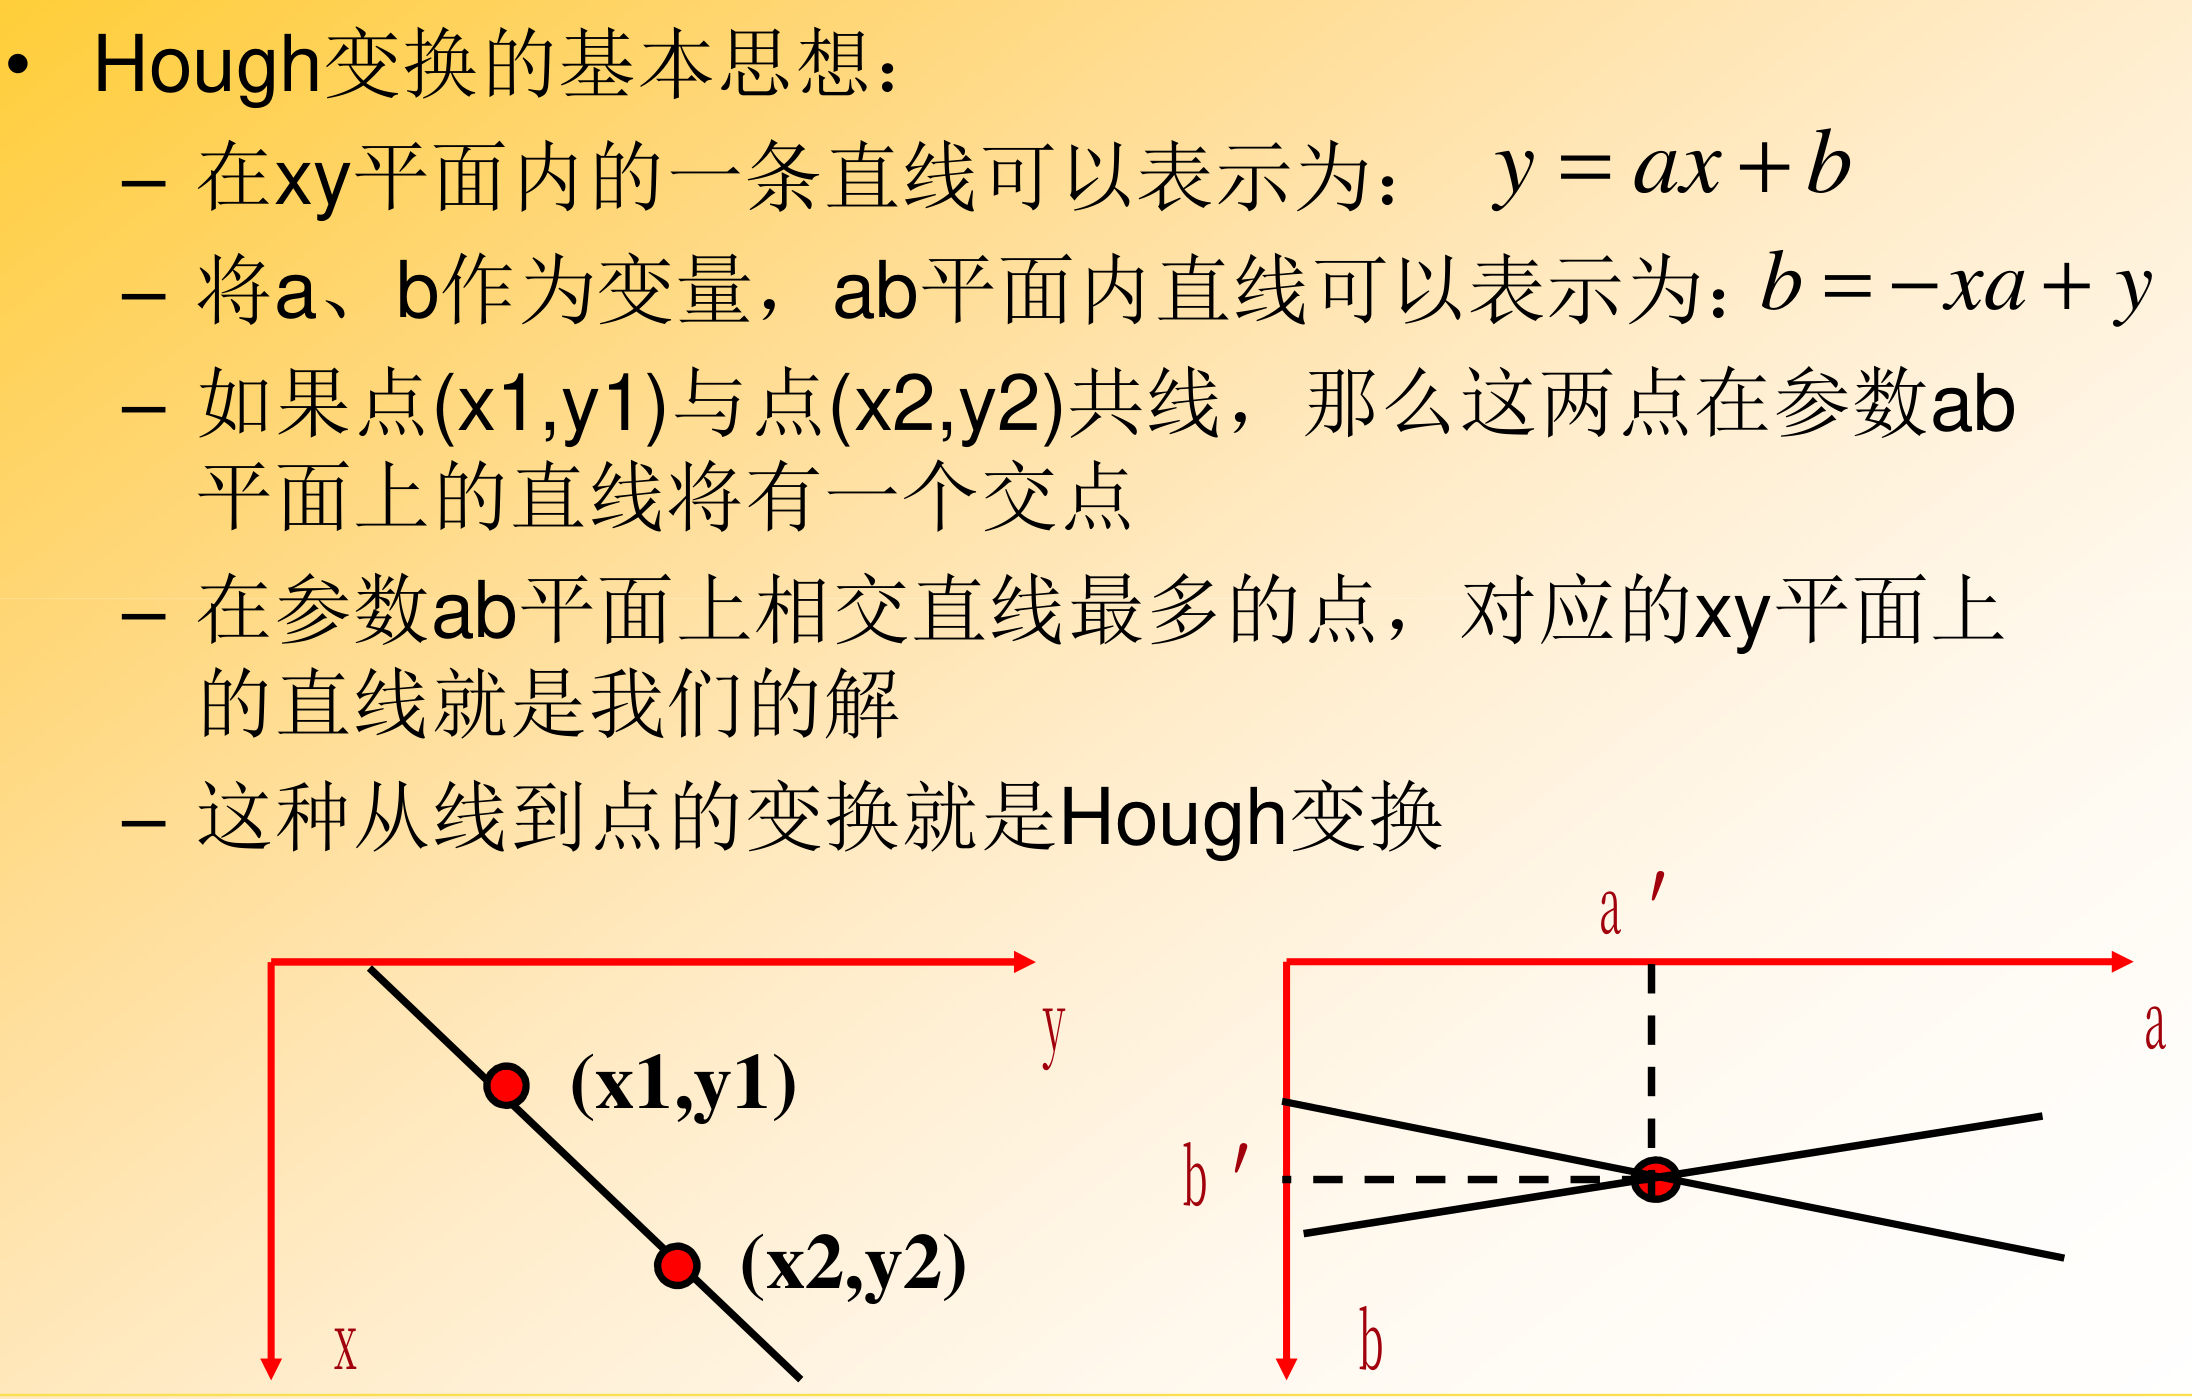 • Hough变换的基本思想：
– 在xy平面内的一条直线可以表示为： y = ax + b
– 将a、b作为变量，ab平面内直线可以表示为：b = −xa + y
– 如果点(x1,y1)与点(x2,y2)共线，那么这两点在参数ab
平面上的直线将有一个交点
– 在参数ab平面上相交直线最多的点，对应的xy平面上
的直线就是我们的解
– 这种从线到点的变换就是Hough变换
y
(x1,y1)
(x2,y2)
x
a′
a
b′
b